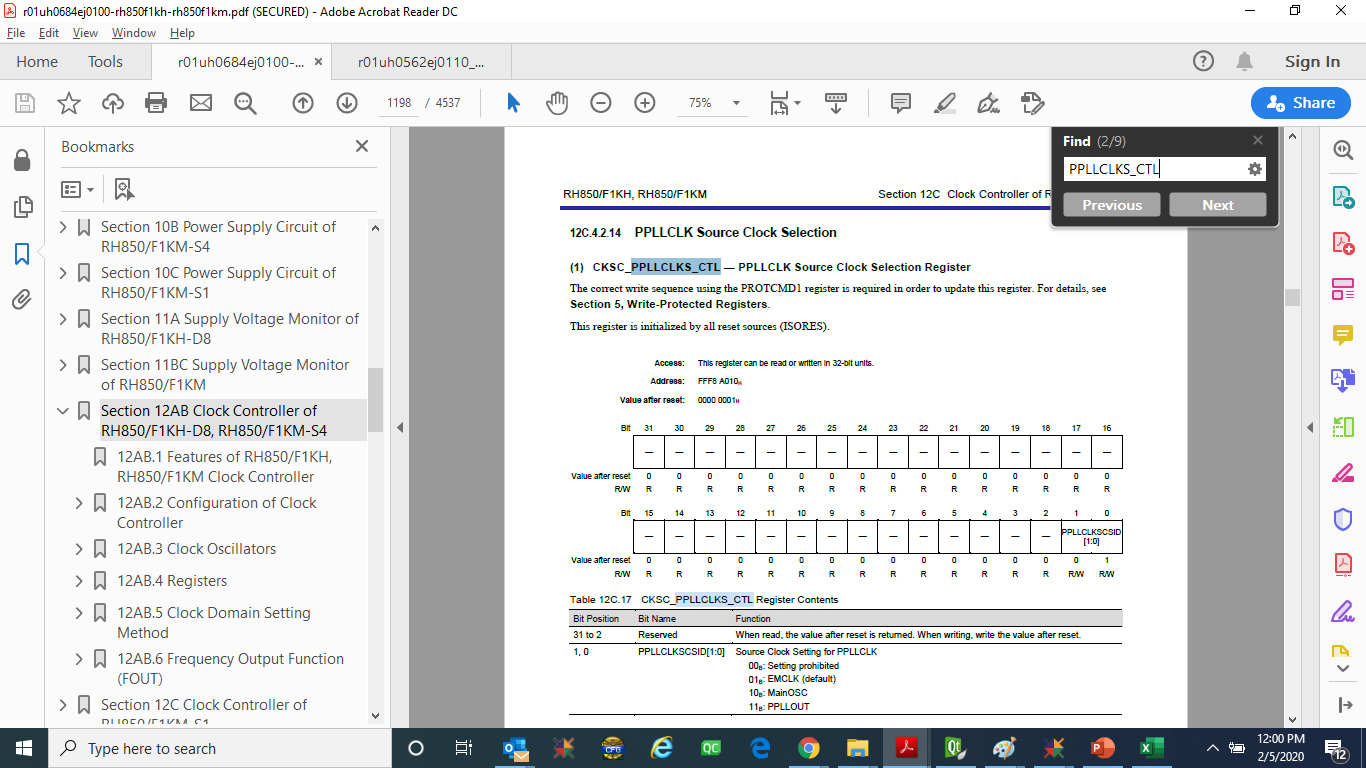 r01uh0684ej0100-rh850f1kh-rh850f1km.pdf (SECURED) - Adobe Acrobat Reader DC
File Edit View Window Help
Home Tools r01uh0684ej0100-... × r01uh0562ej0110_... Sign In
1198 / 4537 75% Share
Bookmarks
Section 10B Power Supply Circuit of
RH850/F1KM-S4
Section 10C Power Supply Circuit of
RH850/F1KM-S1
Section 11A Supply Voltage Monitor of
RH850/F1KH-D8
Section 11BC Supply Voltage Monitor
of RH850/F1KM
Section 12AB Clock Controller of
RH850/F1KH-D8, RH850/F1KM-S4
12AB.1 Features of RH850/F1KH,
RH850/F1KM Clock Controller
12AB.2 Configuration of Clock
Controller
12AB.3 Clock Oscillators
12AB.4 Registers
12AB.5 Clock Domain Setting
Method
12AB.6 Frequency Output Function
(FOUT)
Section 12C Clock Controller of
RH850/F1KM-S1
Find (2/9)
PPLLCLKS_CTL
Previous Next
RH850/F1KH, RH850/F1KM Section 12C Clock Controller of R
12C.4.2.14 PPLLCLK Source Clock Selection
(1) CKSC_PPLLCLKS_CTL — PPLLCLK Source Clock Selection Register
The correct write sequence using the PROTCMD1 register is required in order to update this register. For details, see
Section 5, Write-Protected Registers.
This register is initialized by all reset sources (ISORES).
Access: This register can be read or written in 32-bit units.
Address: FFF8 A010H
Value after reset: 0000 0001H
Bit 31 30 29 28 27 26 25 24 23 22 21 20 19 18 17 16
— — — — — — — — — — — — — — — —
Value after reset 0 0 0 0 0 0 0 0 0 0 0 0 0 0 0 0
R/W R R R R R R R R R R R R R R R R
Bit 15 14 13 12 11 10 9 8 7 6 5 4 3 2 1 0
— — — — — — — — — — — — — — PPLLCLKSCSID
[1:0]
Value after reset 0 0 0 0 0 0 0 0 0 0 0 0 0 0 0 1
R/W R R R R R R R R R R R R R R R/W R/W
Table 12C.17 CKSC_PPLLCLKS_CTL Register Contents
Bit Position Bit Name Function
31 to 2 Reserved When read, the value after reset is returned. When writing, write the value after reset.
1, 0 PPLLCLKSCSID[1:0] Source Clock Setting for PPLLCLK
00B: Setting prohibited
01B: EMCLK (default)
10B: MainOSC
11B: PPLLOUT
Type here to search
CFG
QC
12:00 PM
2/5/2020
12